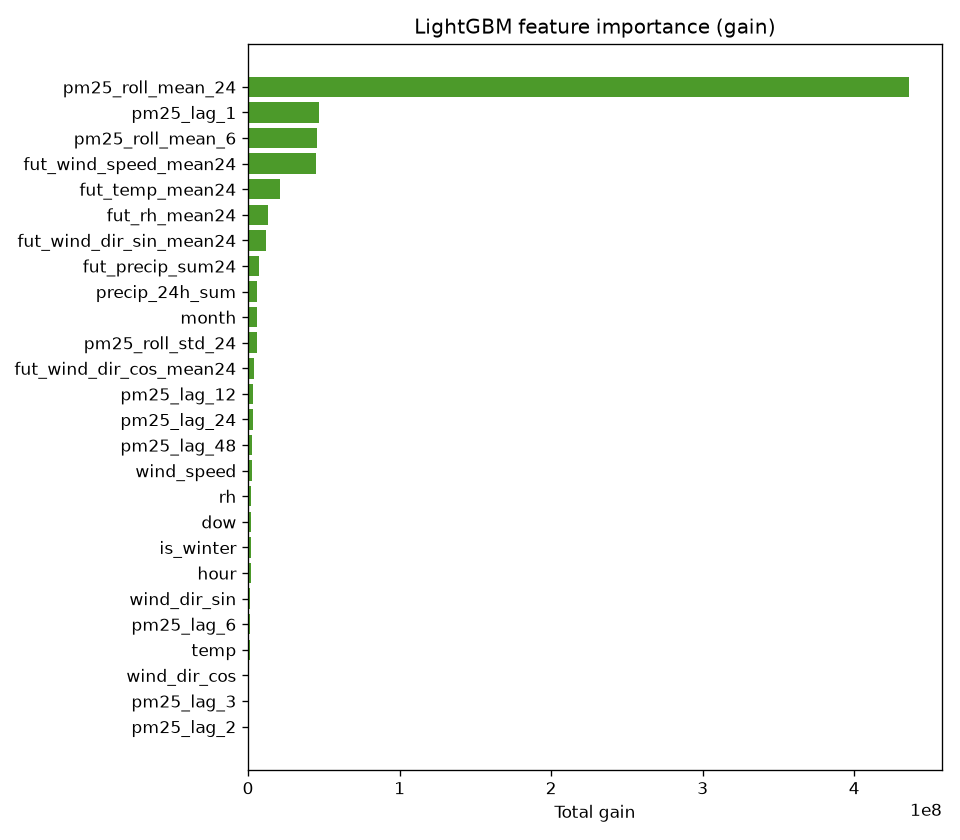 LightGBM feature importance (gain)
pm25_roll_mean_24
pm25_lag_1
pm25_roll_mean_6
fut_wind_speed_mean24
fut_temp_mean24
fut_rh_mean24
fut_wind_dir_sin_mean24
fut_precip_sum24
precip_24h_sum
month
pm25_roll_std_24
fut_wind_dir_cos_mean24
pm25_lag_12
pm25_lag_24
pm25_lag_48
wind_speed
rh
dow
is_winter
hour
wind_dir_sin
pm25_lag_6
temp
wind_dir_cos
pm25_lag_3
pm25_lag_2
0 1 2 3 4
Total gain
1e8